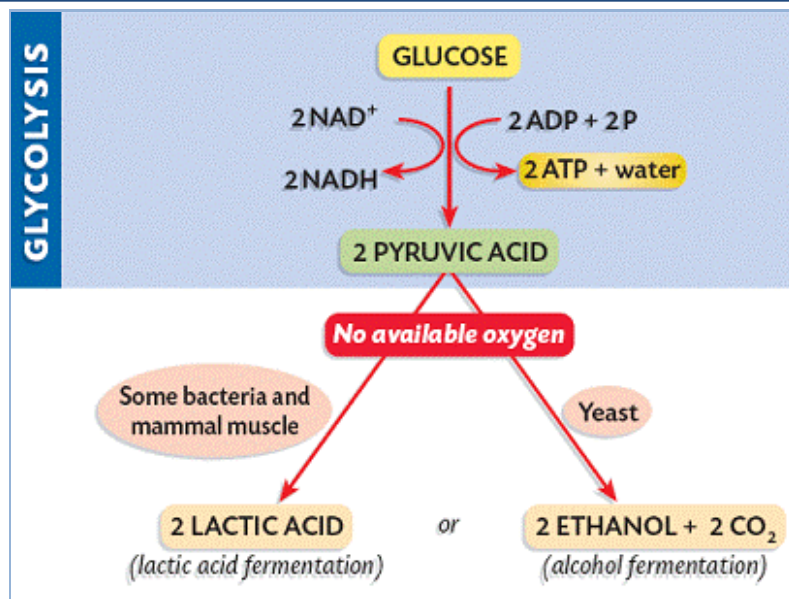 GLYCOLYSIS
GLUCOSE
2 NAD⁺
2 ADP + 2 P
2 NADH
2 ATP + water
2 PYRUVIC ACID
No available oxygen
Some bacteria and
mammal muscle
Yeast
2 LACTIC ACID
(lactic acid fermentation)
or
2 ETHANOL + 2 CO₂
(alcohol fermentation)